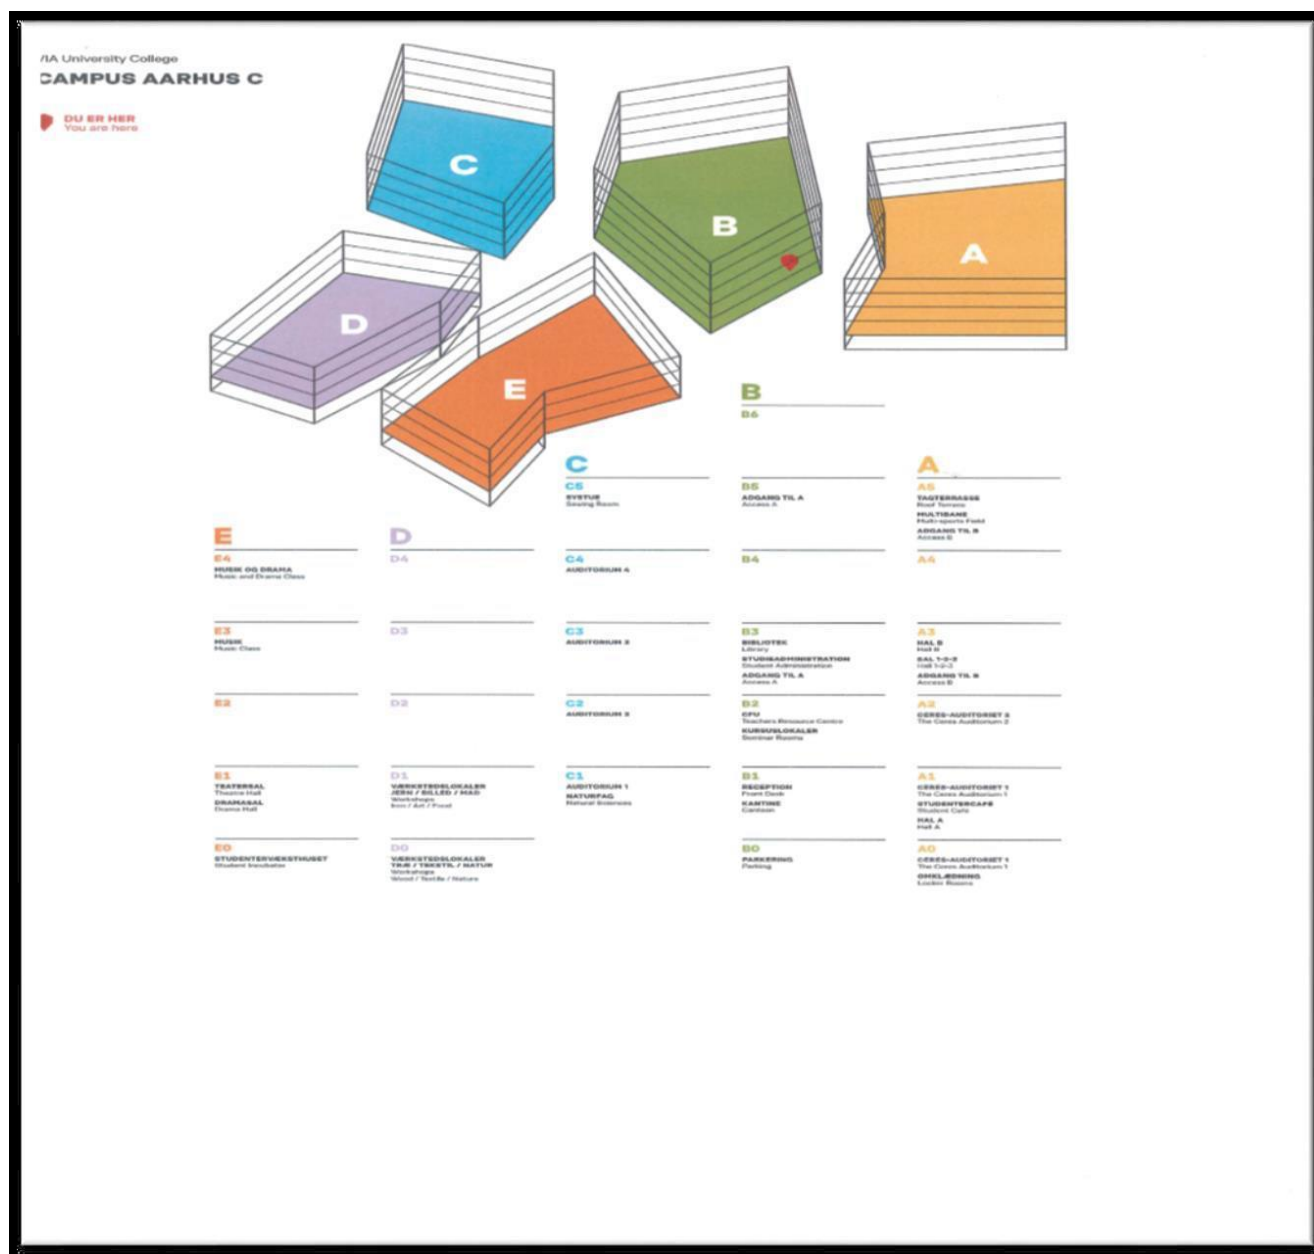 VIA University College
CAMPUS AARHUS C
DU ER HER
You are here
C
B
A
D
E
B
B6
C
C5
SYSTUE
Sewing Room
B5
ADGANG TIL A
Access A
A
A5
TAGTERRASSE
Roof Terrace
MULTIBANE
Multi-sports Field
ADGANG TIL B
Access B
E
E4
MUSIK OG DRAMA
Music and Drama Class
D
D4
C4
AUDITORIUM 4
B4
A4
E3
MUSIK
Music Class
D3
C3
AUDITORIUM 3
B3
BIBLIOTEK
Library
STUDIEADMINISTRATION
Student Administration
ADGANG TIL A
Access A
A3
HAL B
Hall B
SAL 1-2-3
Hall 1-2-3
ADGANG TIL B
Access B
E2
D2
C2
AUDITORIUM
B2
CFU
Teachers Resource Centre
KURSUSLOKALER
Seminar Rooms
A2
CERES-AUDITORIET 2
The Ceres Auditorium 2
E1
TEATERSAL
Theatre Hall
DRAMASAL
Drama Hall
D1
VÆRKSTEDSLOKALER
JERN / BILLED / MAD
Workshops
Iron / Art / Food
C1
AUDITORIUM 1
NATURFAG
Natural Sciences
B1
RECEPTION
Front Desk
KANTINE
Canteen
A1
CERES-AUDITORIET 1
The Ceres Auditorium 1
STUDENTERCAFÉ
Student Café
HAL A
Hall A
E0
STUDENTERVÆKSTHUSET
Student Incubator
D0
VÆRKSTEDSLOKALER
TRÆ / TEKSTIL / NATUR
Workshops
Wood / Textile / Nature
B0
PARKERING
Parking
A0
CERES-AUDITORIET 1
The Ceres Auditorium 1
OMKLÆDNING
Locker Rooms